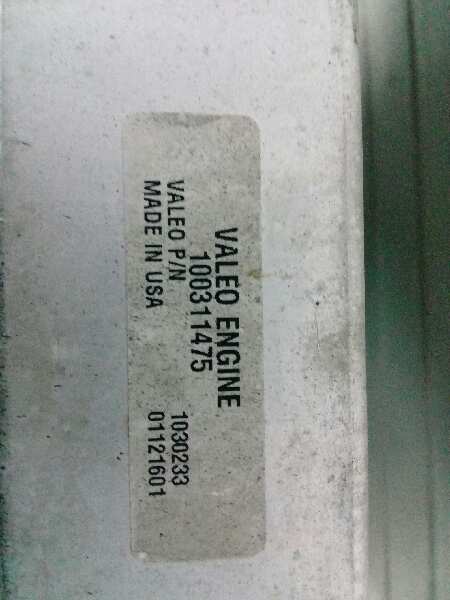 VALEO ENGINE
100311475
VALEO P/N 1030233
MADE IN USA 01121601